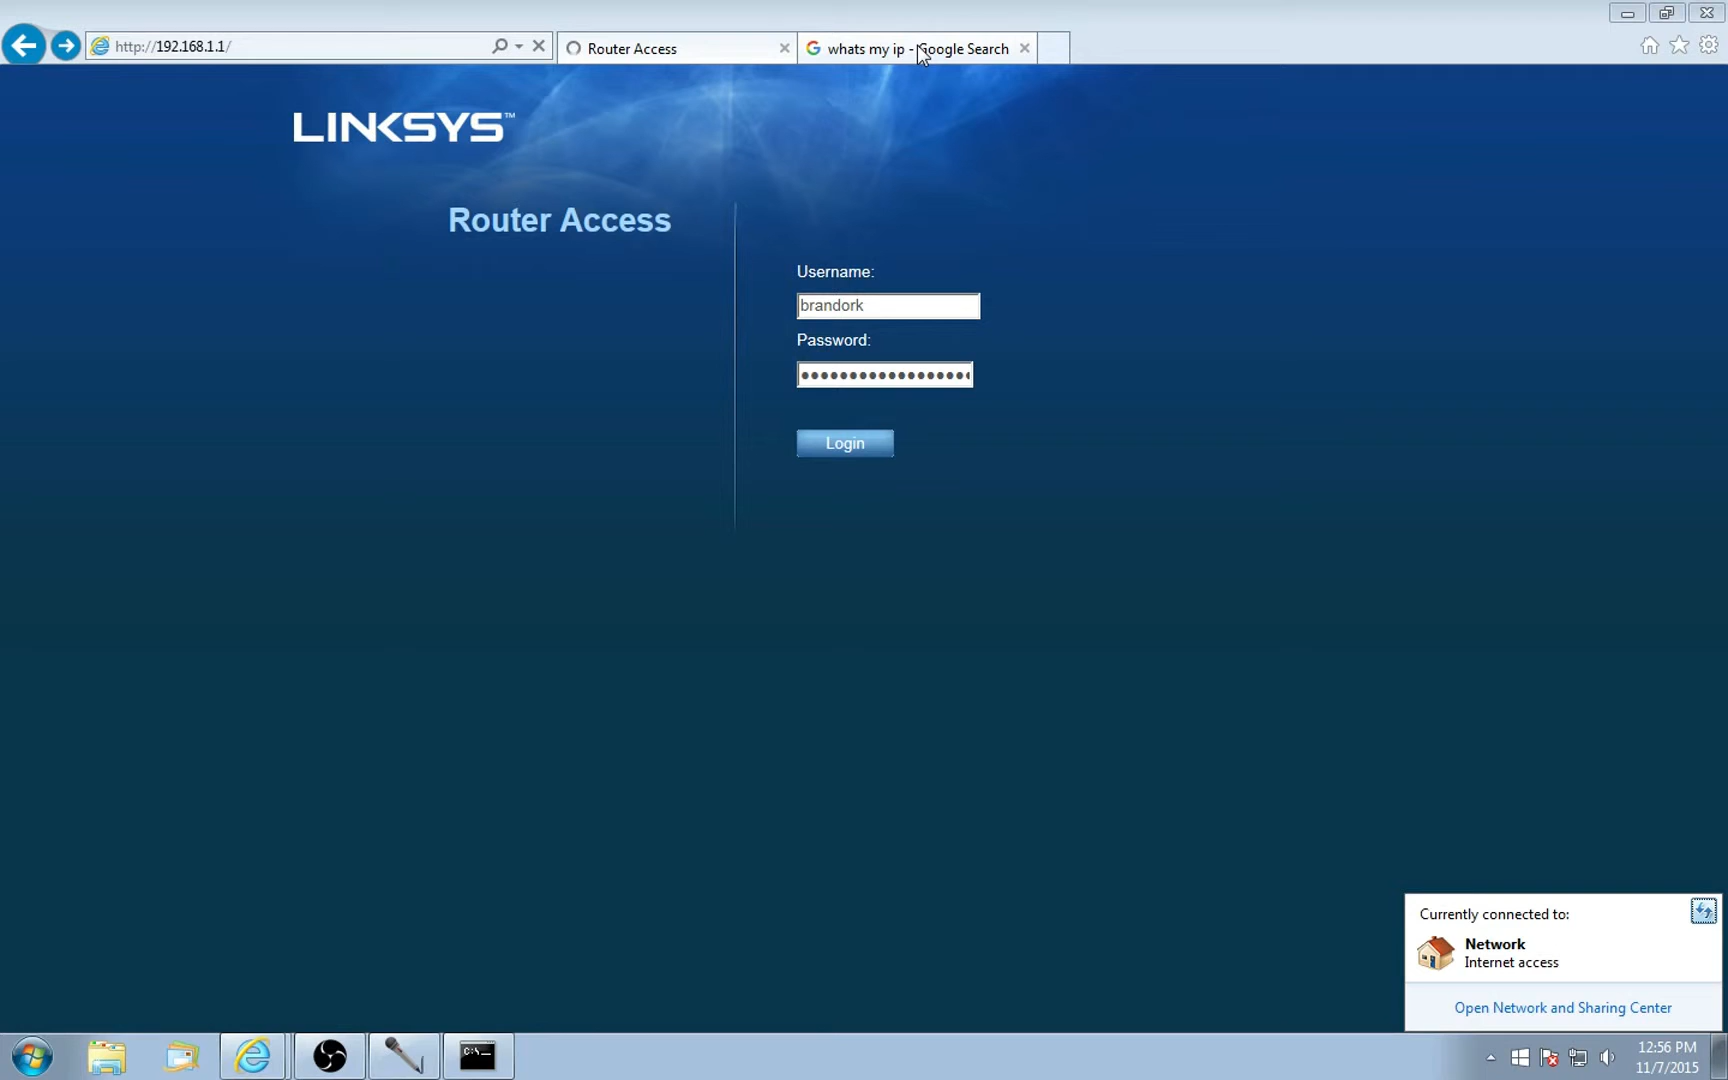 http://192.168.1.1/
Router Access
whats my ip - Google Search
LINKSYS™
Router Access
Username:
brandork
Password:
Login
Currently connected to:
Network
Internet access
Open Network and Sharing Center
C:\_
12:56 PM
11/7/2015